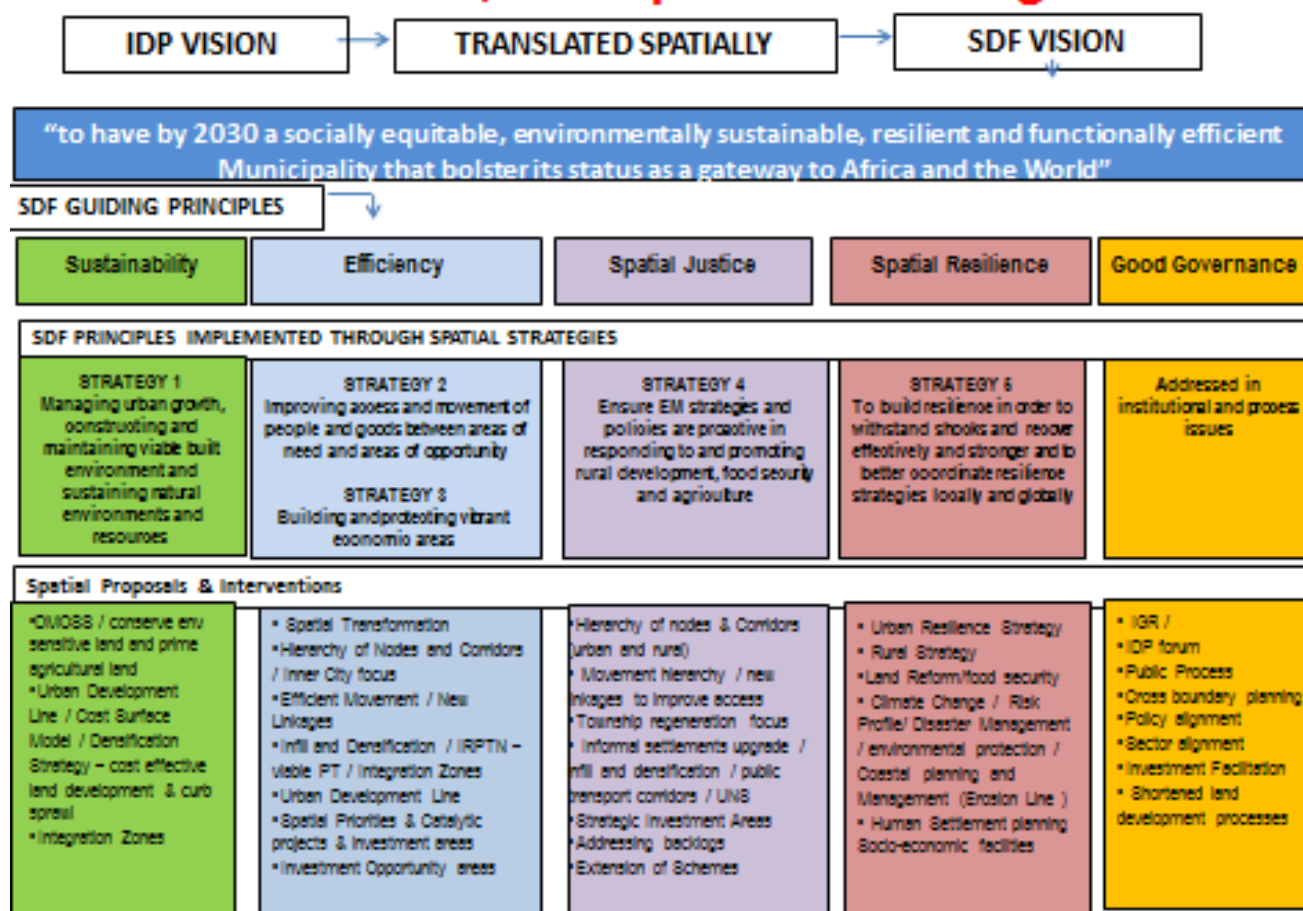 IDP VISION
TRANSLATED SPATIALLY
SDF VISION
“to have by 2030 a socially equitable, environmentally sustainable, resilient and functionally efficient
Municipality that bolster its status as a gateway to Africa and the World”
SDF GUIDING PRINCIPLES
Sustainability
Efficiency
Spatial Justice
Spatial Resilience
Good Governance
SDF PRINCIPLES IMPLEMENTED THROUGH SPATIAL STRATEGIES
STRATEGY 1
Managing urban growth,
constructing and
maintaining viable built
environment and
sustaining natural
environments and
resources
STRATEGY 2
Improving access and movement of
people and goods between areas of
need and areas of opportunity
STRATEGY 3
Building and protecting vibrant
economic areas
STRATEGY 4
Ensure EM strategies and
policies are proactive in
responding to and promoting
rural development, food security
and agriculture
STRATEGY
To build resilience in order to
withstand shocks and recover
effectively and stronger and to
better coordinate resilience
strategies locally and globally
Addressed in
institutional and process
issues
Spatial Proposals & Interventions
•DMOSS / conserve env
sensitive land and prime
agricultural land
•Urban Development
Line / Cost Surface
Model / Densification
Strategy – cost effective
land development & curb
sprawl
•Integration Zones
• Spatial Transformation
•Hierarchy of Nodes and Corridors
/ Inner City focus
•Efficient Movement / New
Linkages
•Infill and Densification / IRPTN –
viable PT / Integration Zones
•Urban Development Line
•Spatial Priorities & Catalytic
projects & Investment areas
•Investment Opportunity areas
•Hierarchy of nodes & Corridors
(urban and rural)
• Movement hierarchy / new
linkages to improve access
•Township regeneration focus
• Informal settlements upgrade /
infill and densification / public
transport corridors / UNS
•Strategic Investment Areas
•Addressing backlogs
•Extension of Schemes
• Urban Resilience Strategy
• Rural Strategy
•Land Reform/food security
• Climate Change / Risk
Profile/ Disaster Management
/ environmental protection /
Coastal planning and
Management (Erosion Line )
• Human Settlement planning
Socio-economic facilities
• IGR /
•IDP forum
•Public Process
•Cross boundary planning
•Policy alignment
•Sector alignment
•Investment Facilitation
• Shortened land
development processes